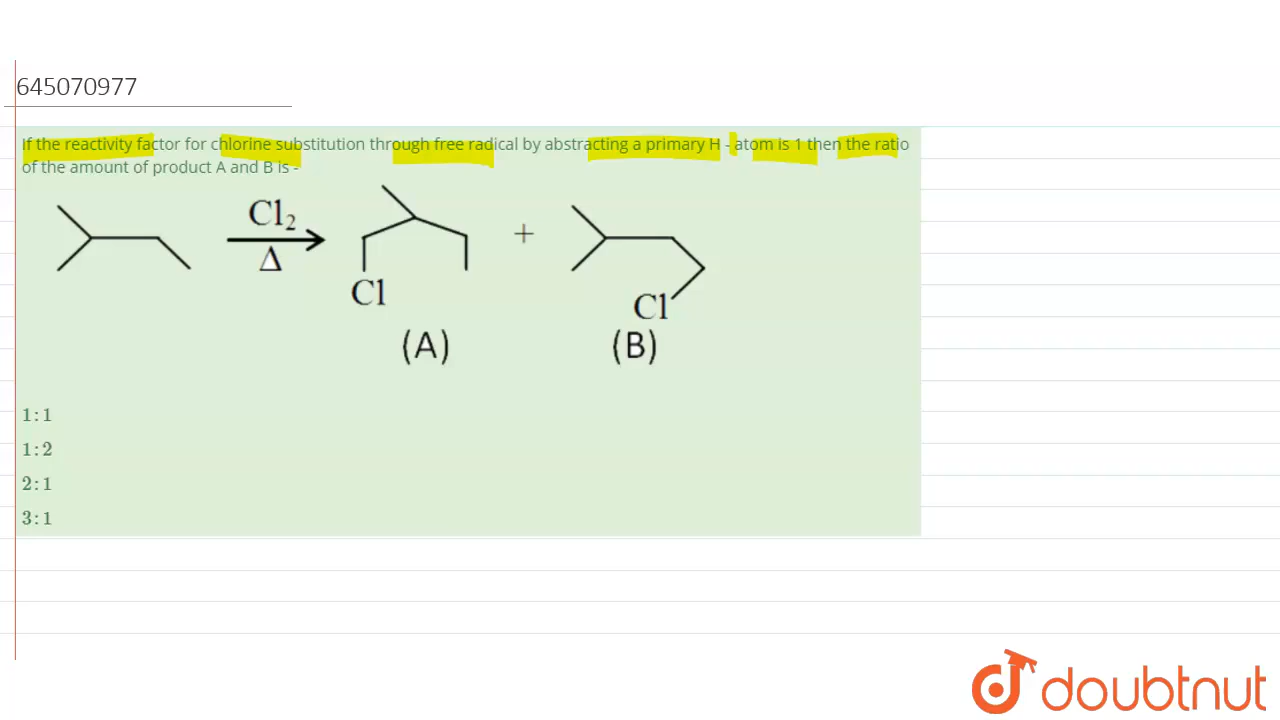 645070977
If the reactivity factor for chlorine substitution through free radical by abstracting a primary H - atom is 1 then the ratio
of the amount of product A and B is -
Cl2
Δ
+
Cl
Cl
(A)
(B)
1 : 1
1 : 2
2 : 1
3 : 1
doubtnut